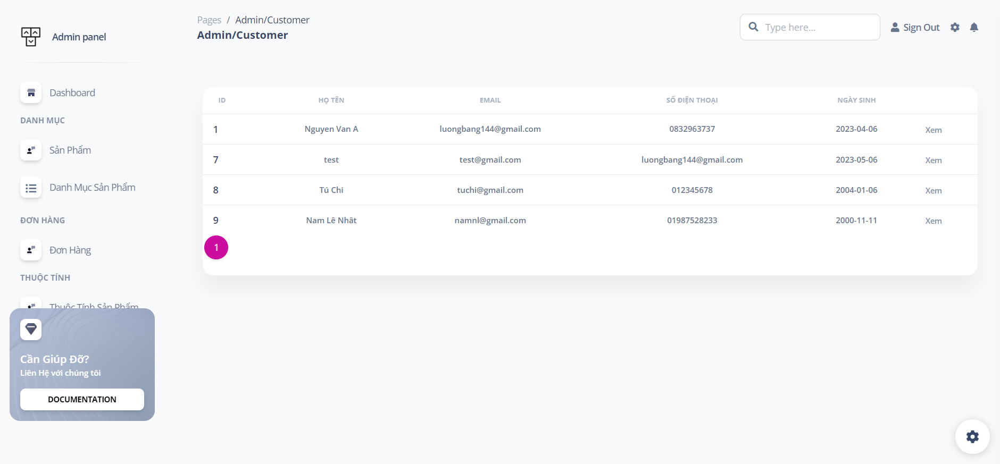 Admin panel
Dashboard
DANH MỤC
Sản Phẩm
Danh Mục Sản Phẩm
ĐƠN HÀNG
Đơn Hàng
THUỘC TÍNH
Thuộc Tính Sản Phẩm
Cần Giúp Đỡ?
Liên Hệ với chúng tôi
DOCUMENTATION
Pages / Admin/Customer
Admin/Customer
Type here...
Sign Out
ID HỌ TÊN EMAIL SỐ ĐIỆN THOẠI NGÀY SINH
1 Nguyen Van A luongbang144@gmail.com 0832963737 2023-04-06 Xem
7 test test@gmail.com luongbang144@gmail.com 2023-05-06 Xem
8 Tú Chi tuchi@gmail.com 012345678 2004-01-06 Xem
9 Nam Lê Nhât namnl@gmail.com 01987528233 2000-11-11 Xem
1